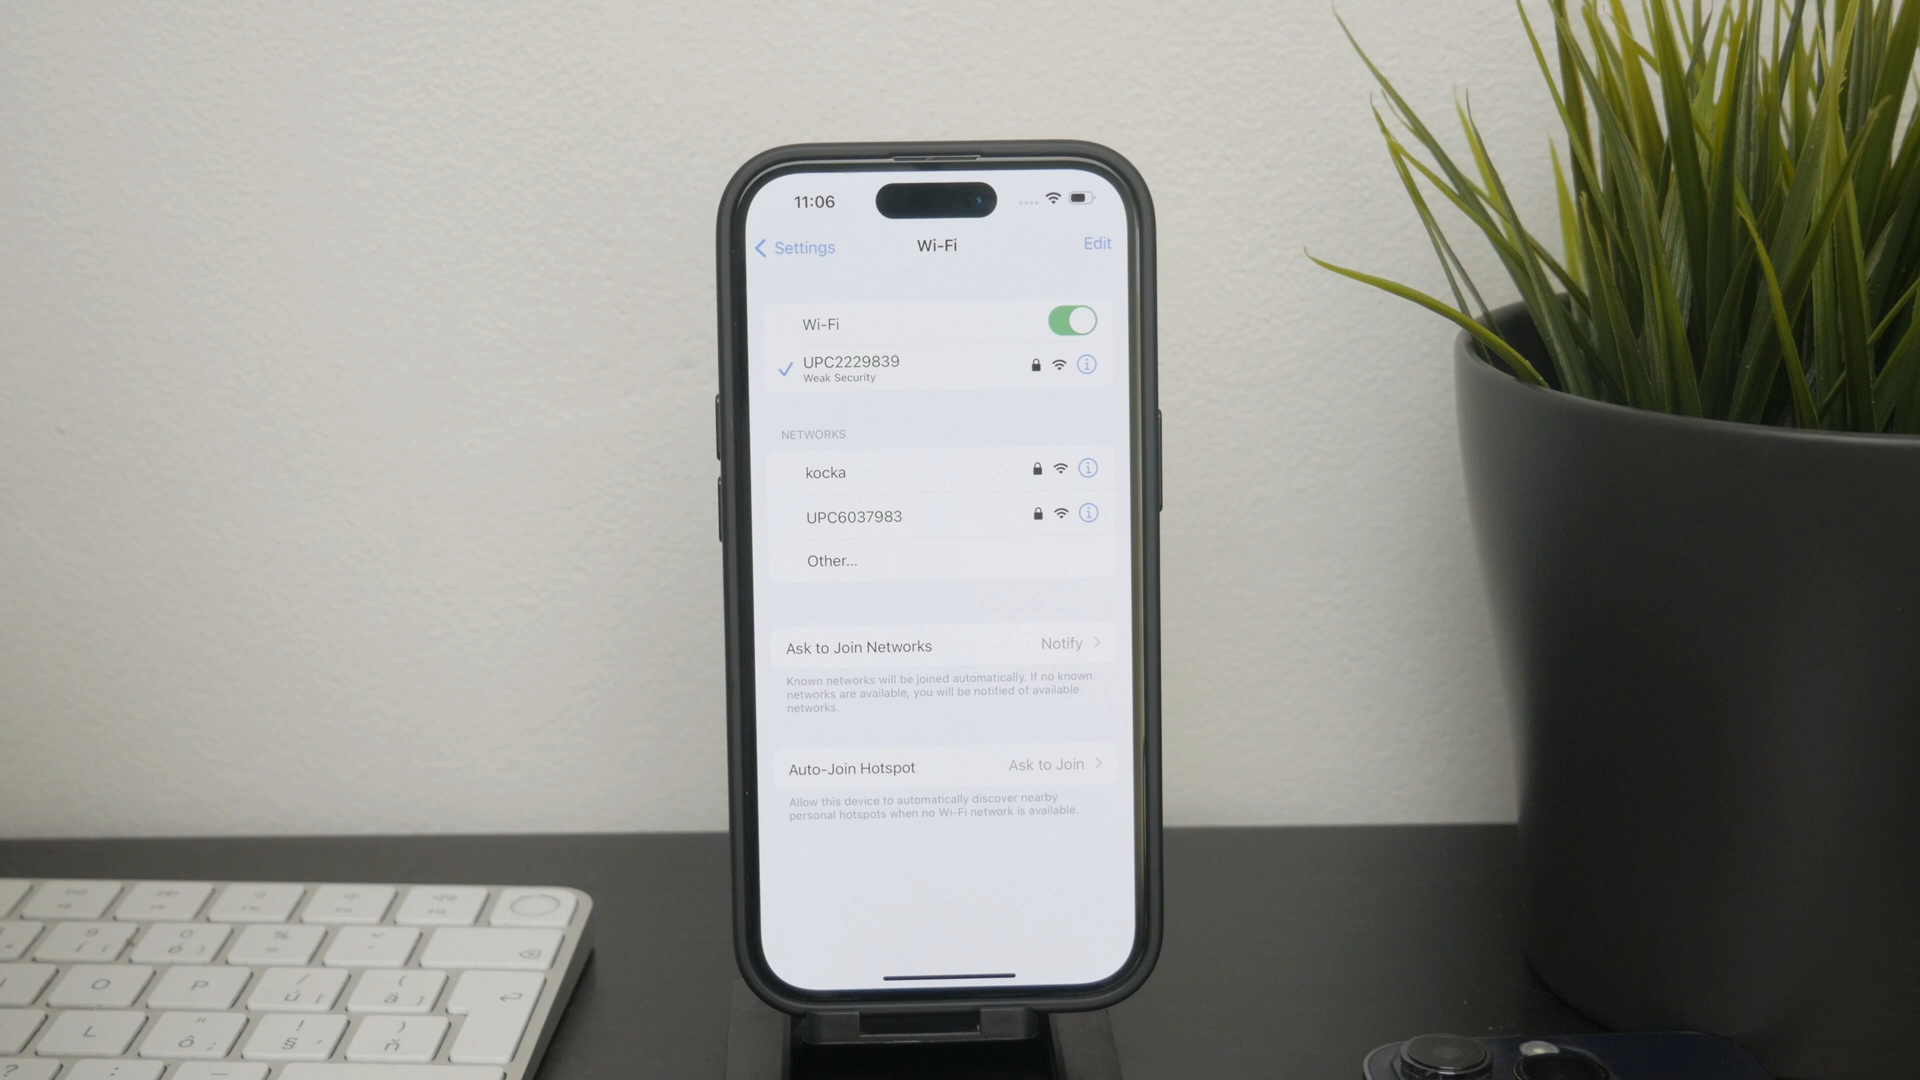 11:06
Settings
Wi-Fi
Edit
Wi-Fi
UPC2229839
Weak Security
NETWORKS
kocka
UPC6037983
Other...
Ask to Join Networks
Notify
Known networks will be joined automatically. If no known
networks are available, you will be notified of available
networks.
Auto-Join Hotspot
Ask to Join
Allow this device to automatically discover nearby
personal hotspots when no Wi-Fi network is available.
O
P
L